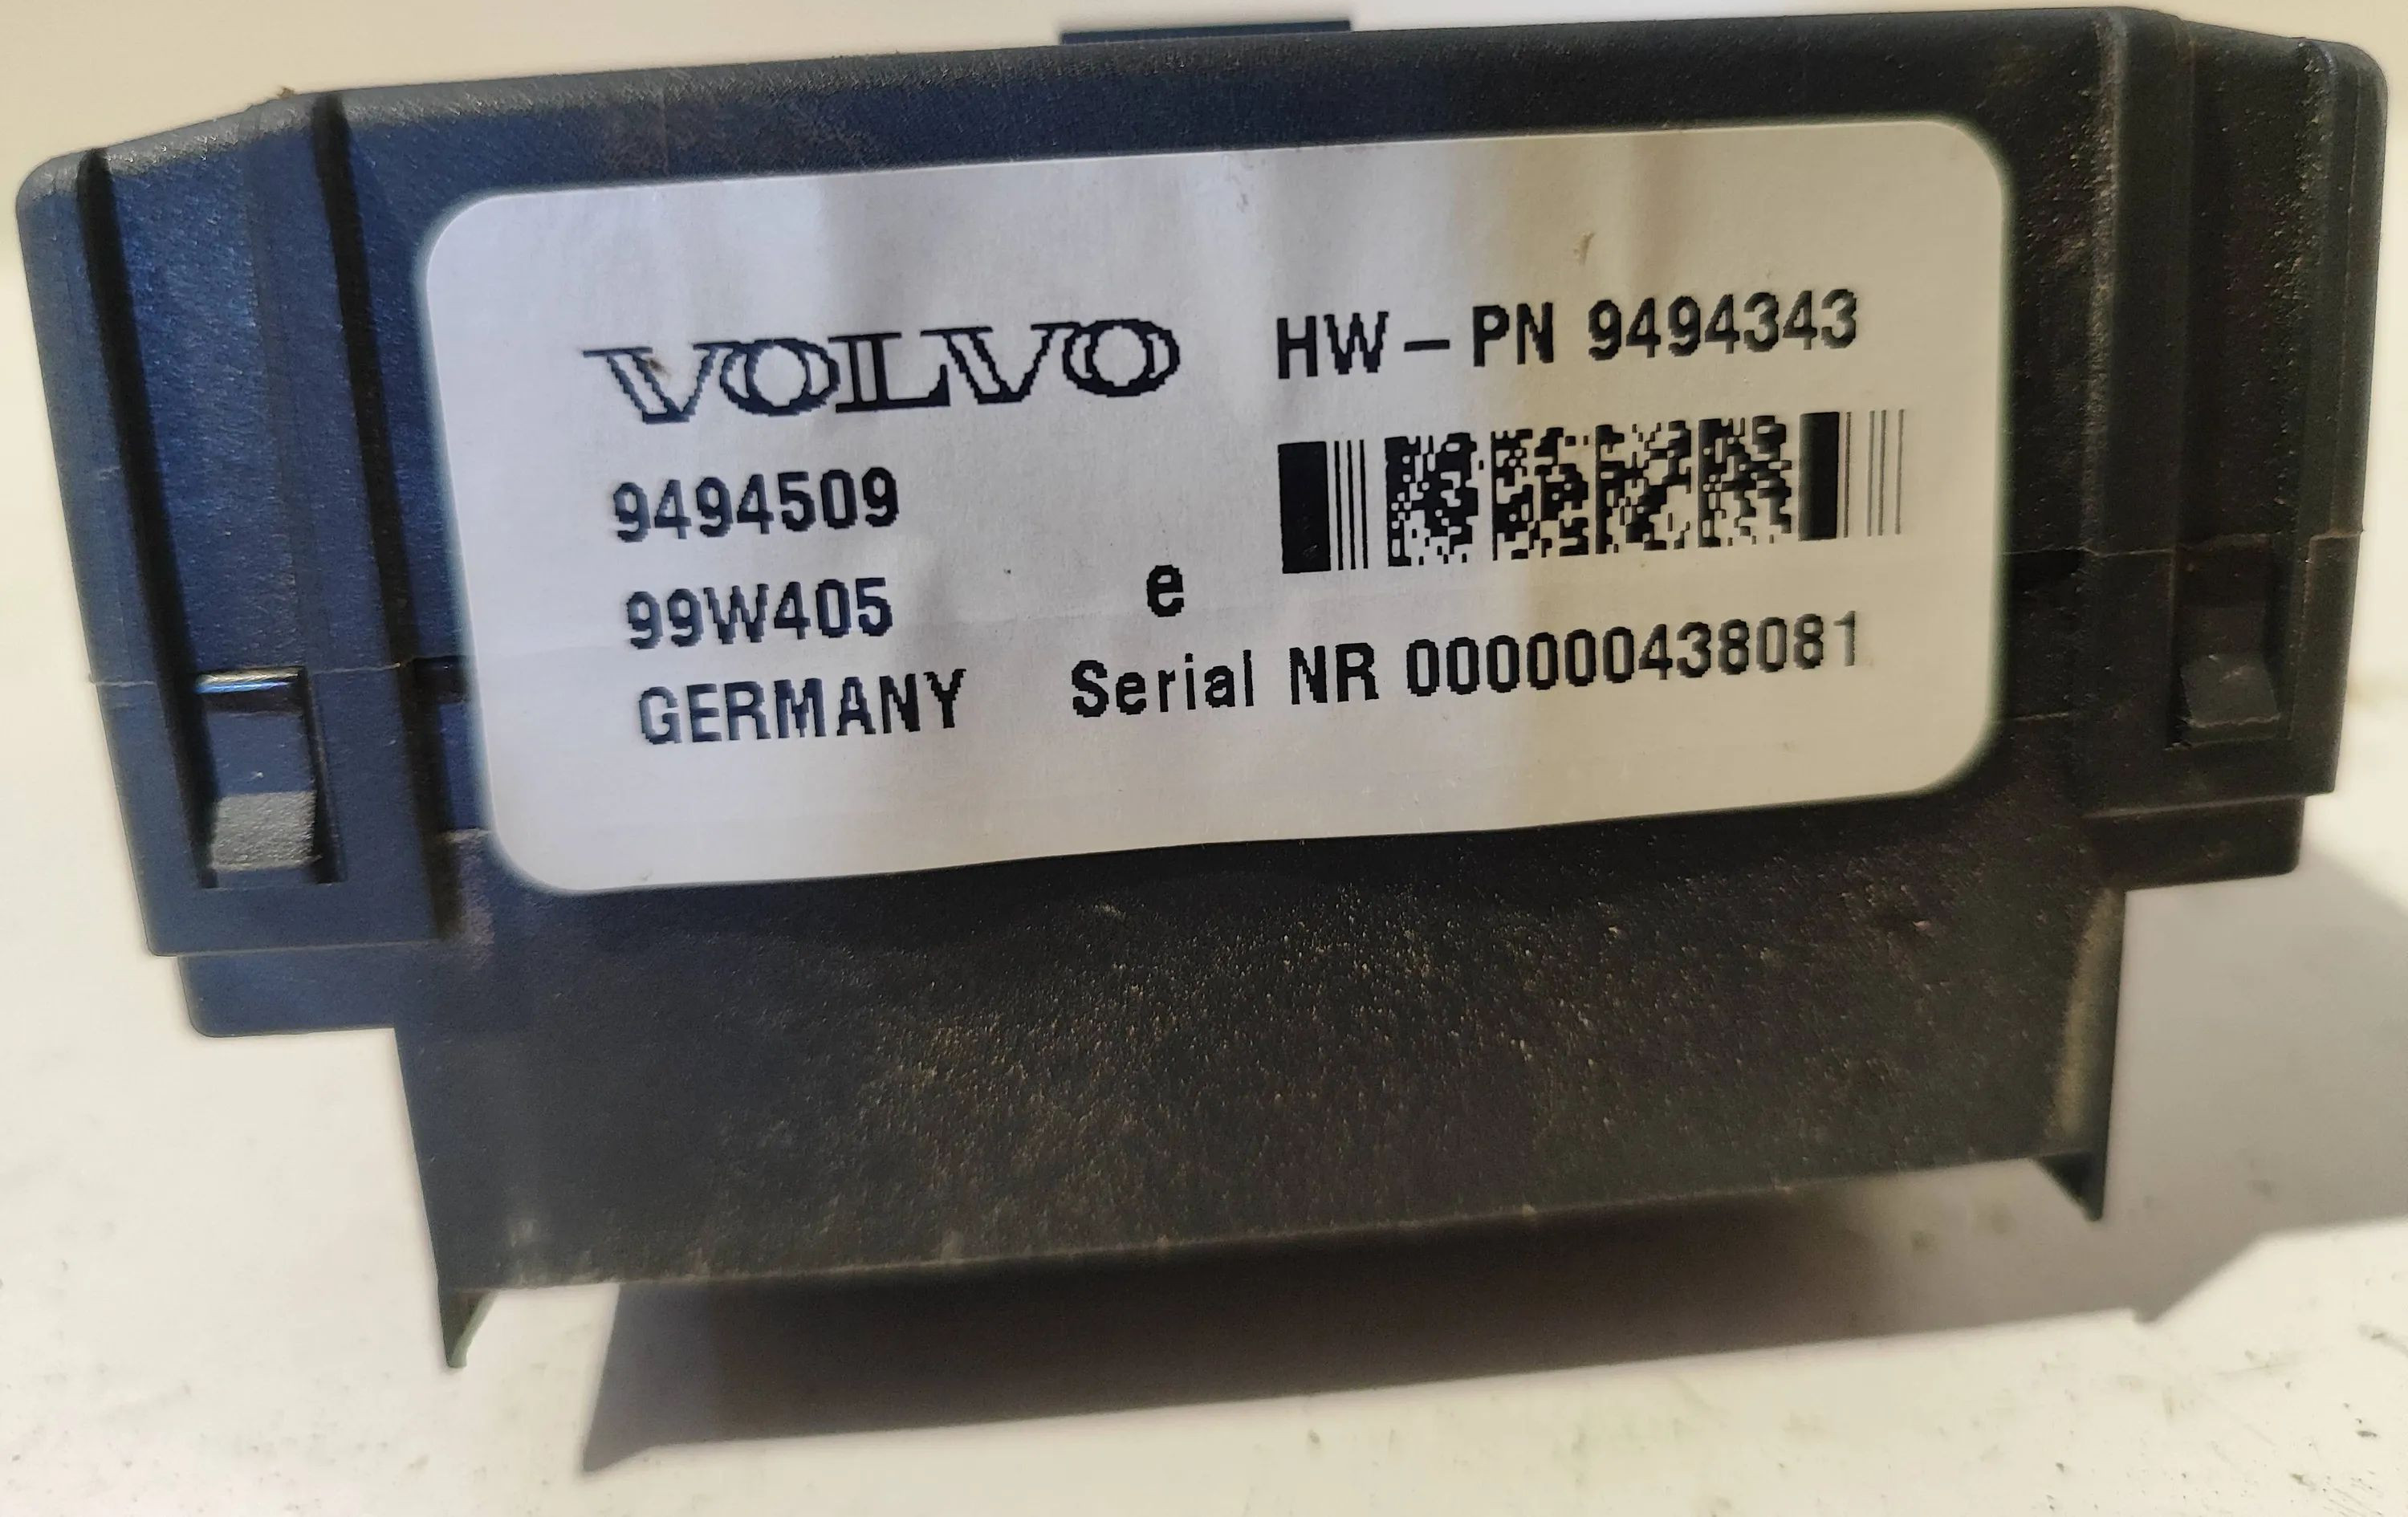 VOLVO
HW-PN 9494343
9494509
99W405
e
GERMANY
Serial NR 000000438081